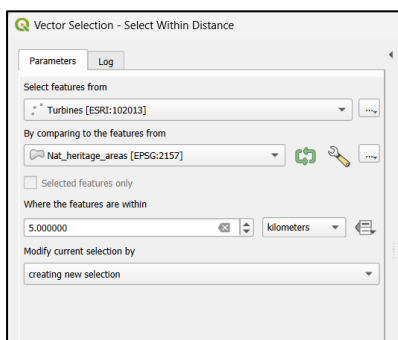 Vector Selection - Select Within Distance
Parameters Log
Select features from
Turbines [ESRI:102013]
By comparing to the features from
Nat_heritage_areas [EPSG:2157]
Selected features only
Where the features are within
5.000000 kilometers
Modify current selection by
creating new selection